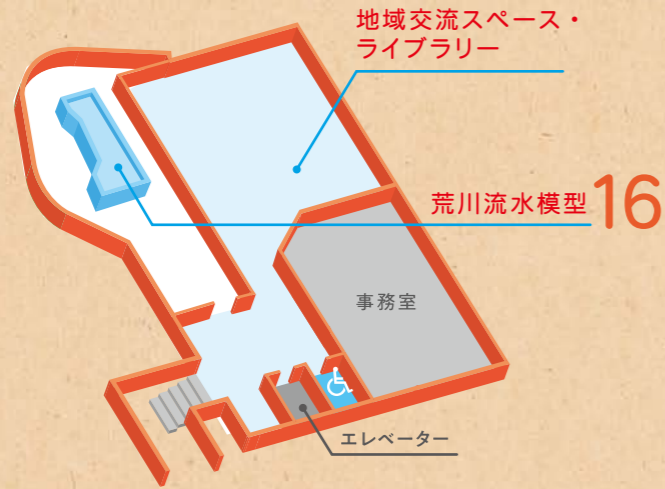 地域交流スペース・
ライブラリー
荒川流水模型 16
事務室
エレベーター